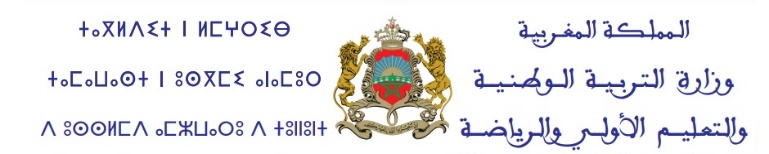 المملكة المغربية
وزارة التربية الوطنية
والتعليم الأولي والرياضة
ⵜⴰⴳⵍⴷⵉⵜ ⵏ ⵍⵎⵖⵔⵉⴱ
ⵜⴰⵎⴰⵡⴰⵙⵜ ⵏ ⵓⵙⴳⵎⵉ ⴰⵏⴰⵎⵓⵔ
ⴷ ⵓⵙⵙⵍⵎⴷ ⴰⵎⵣⵡⴰⵔⵓ ⴷ ⵜⵓⵏⵏⵓⵏⵜ